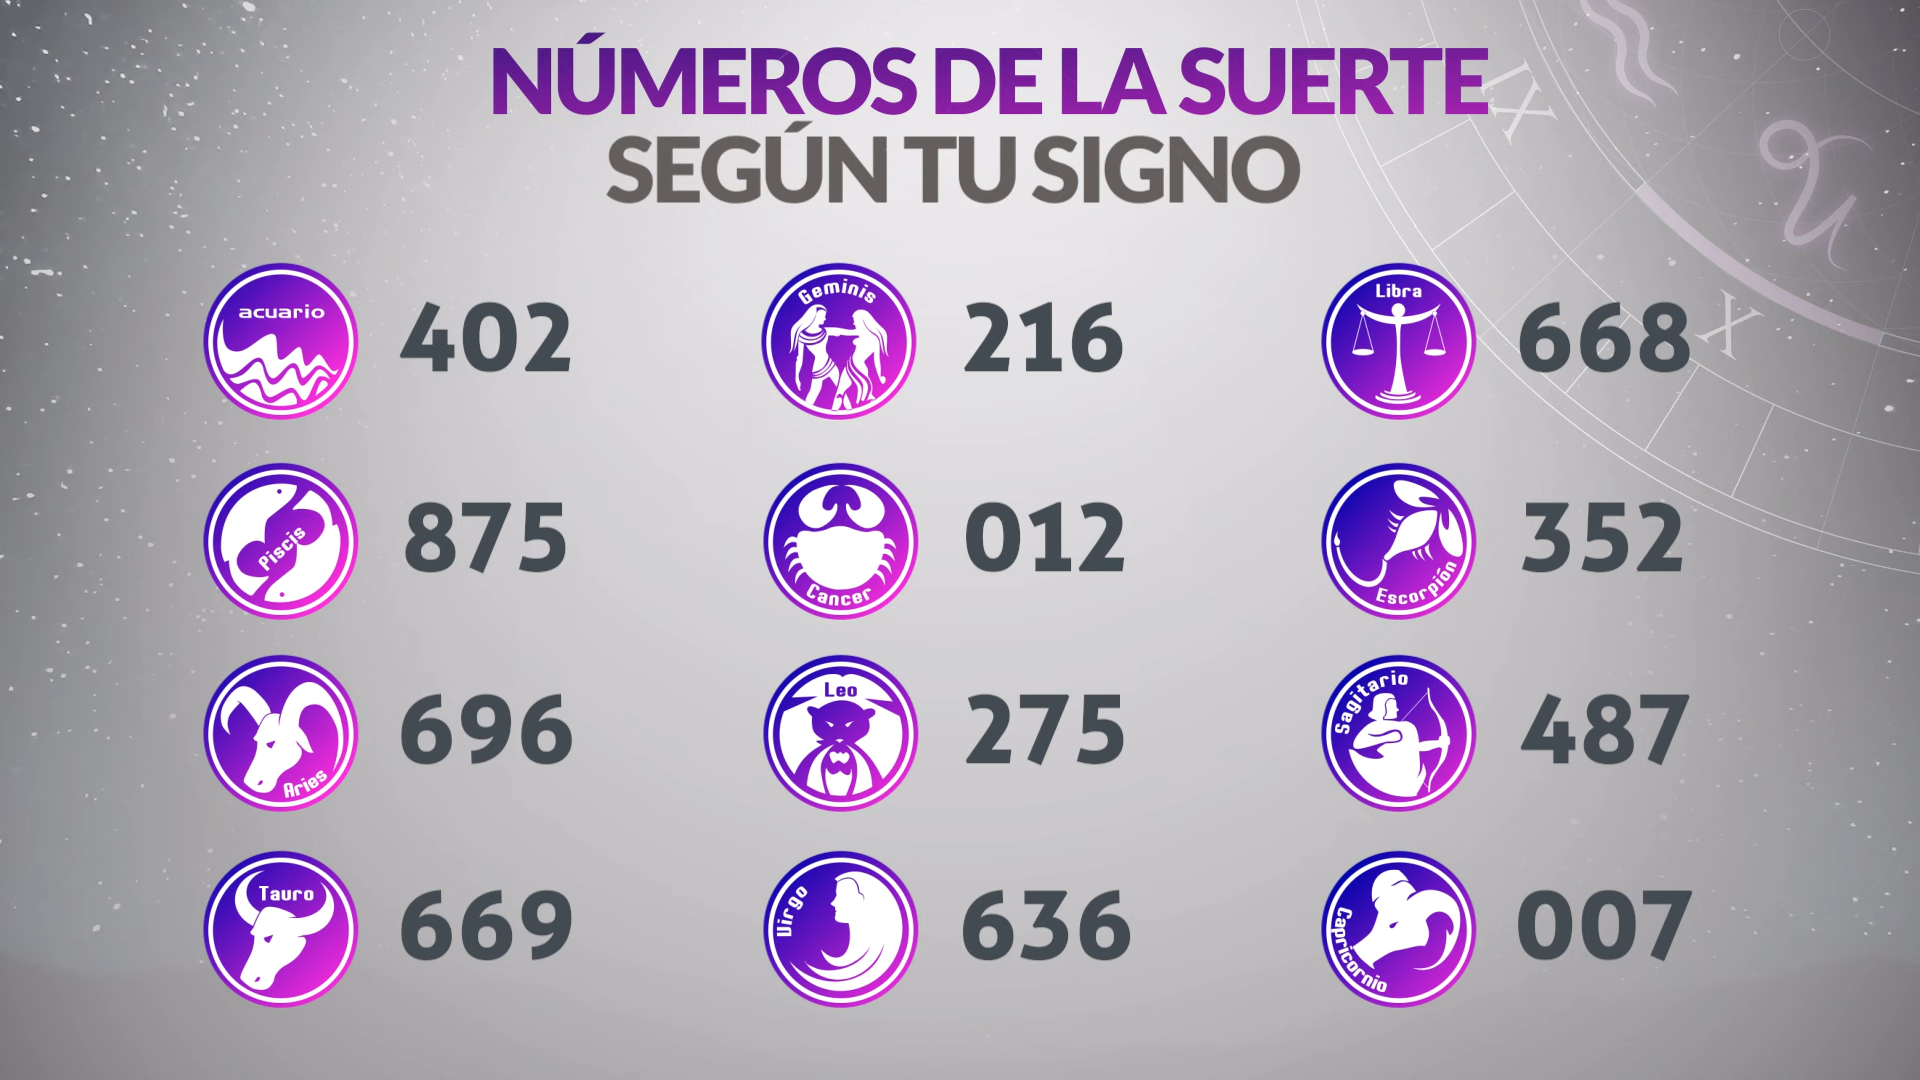 NÚMEROS DE LA SUERTE
SEGÚN TU SIGNO
acuario 402
Geminis 216
Libra 668
Piscis 875
Cancer 012
Escorpión 352
Aries 696
Leo 275
Sagitario 487
Tauro 669
Virgo 636
Capricornio 007